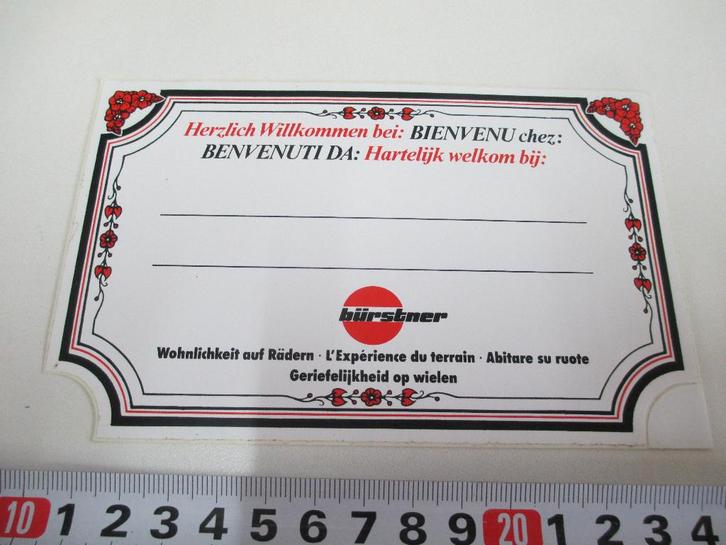 Herzlich Willkommen bei: BIENVENU chez:
BENVENUTI DA: Hartelijk welkom bij:
bürstner
Wohnlichkeit auf Rädern · L'Expérience du terrain · Abitare su ruote
Geriefelijkheid op wielen
10 1 2 3 4 5 6 7 8 9 20 1 2 3 4